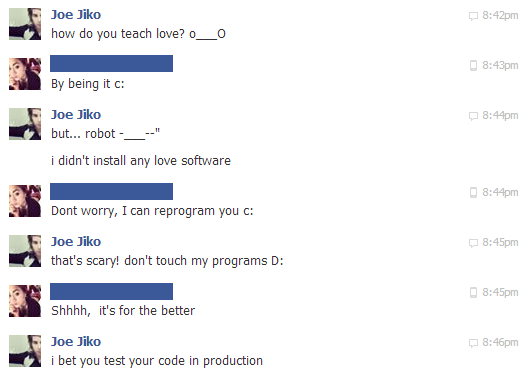 Joe Jiko 8:42pm
how do you teach love? o___O
8:43pm
By being it c:
Joe Jiko 8:44pm
but... robot -___--"
i didn't install any love software
8:44pm
Dont worry, I can reprogram you c:
Joe Jiko 8:45pm
that's scary! don't touch my programs D:
8:45pm
Shhhh, it's for the better
Joe Jiko 8:46pm
i bet you test your code in production